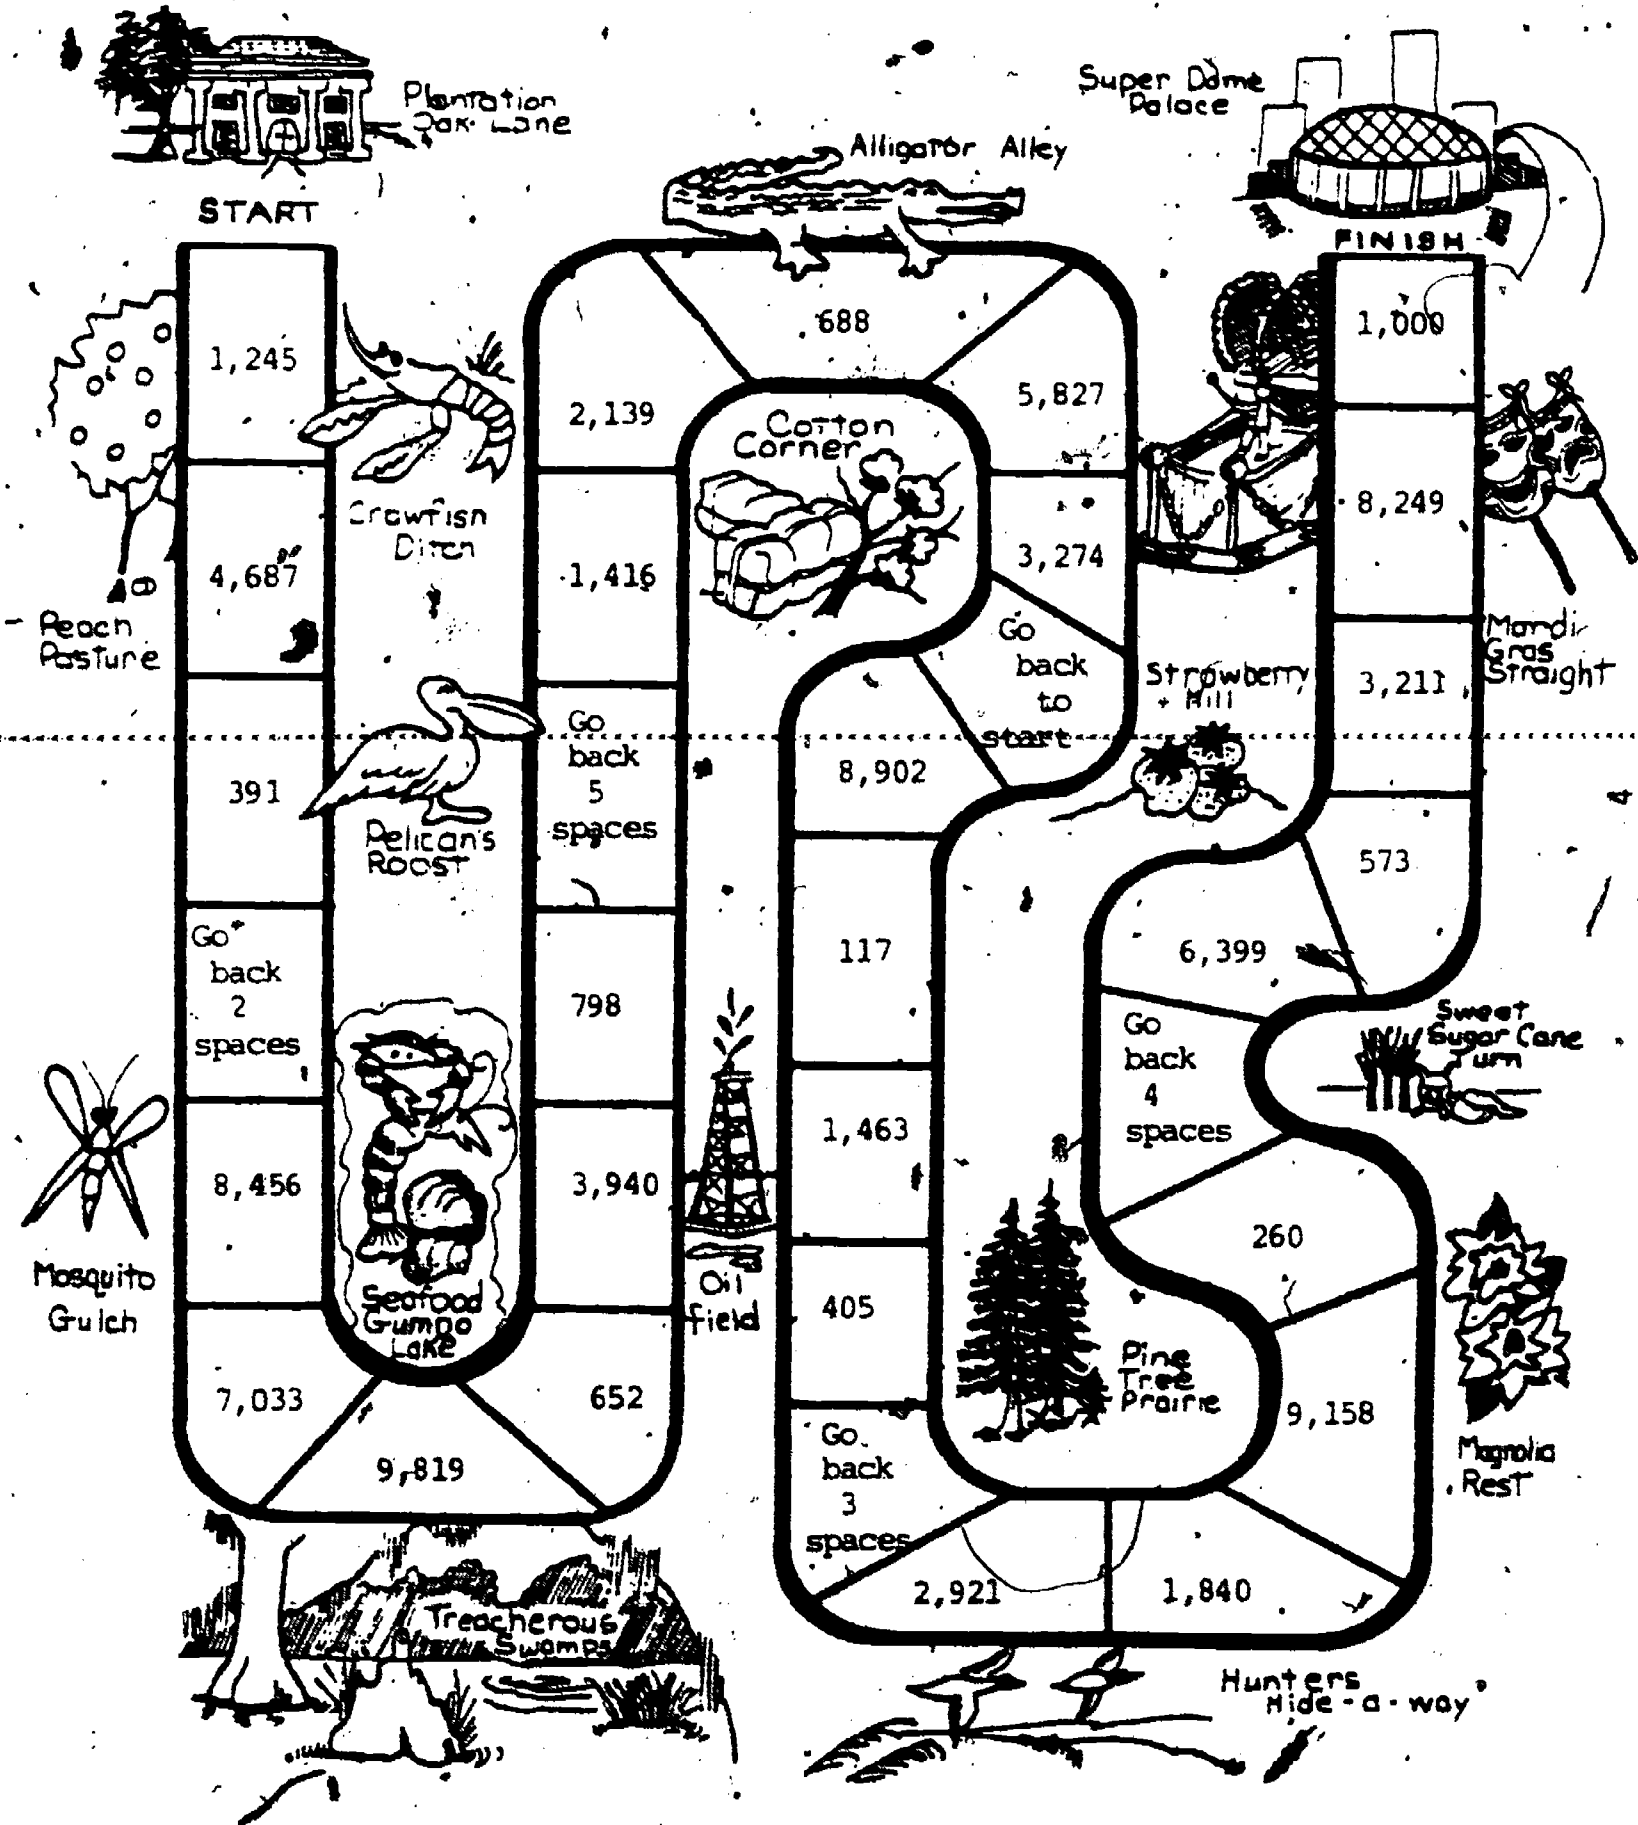 Plantation
Oak Lane
START
Super Dome
Palace
FINISH
Alligator Alley
1,245
4,687
391
Go
back
2
spaces
8,456
7,033
9,819
652
3,940
798
Go
back
5
spaces
1,416
2,139
688
5,827
3,274
Go
back
to
start
8,902
117
1,463
405
Go
back
3
spaces
2,921
1,840
9,158
260
Go
back
4
spaces
6,399
573
3,211
8,249
1,000
Crawfish
Ditch
Peach
Pasture
Pelican's
Roost
Mosquito
Gulch
Seafood
Gumbo
Lake
Treacherous
Swamps
Oil
field
Cotton
Corner
Strawberry
Hill
Mardi
Gras
Straight
Sweet
Sugar Cane
Turn
Pine
Tree
Prairie
Magnolia
Rest
Hunters
Hide-a-way
4